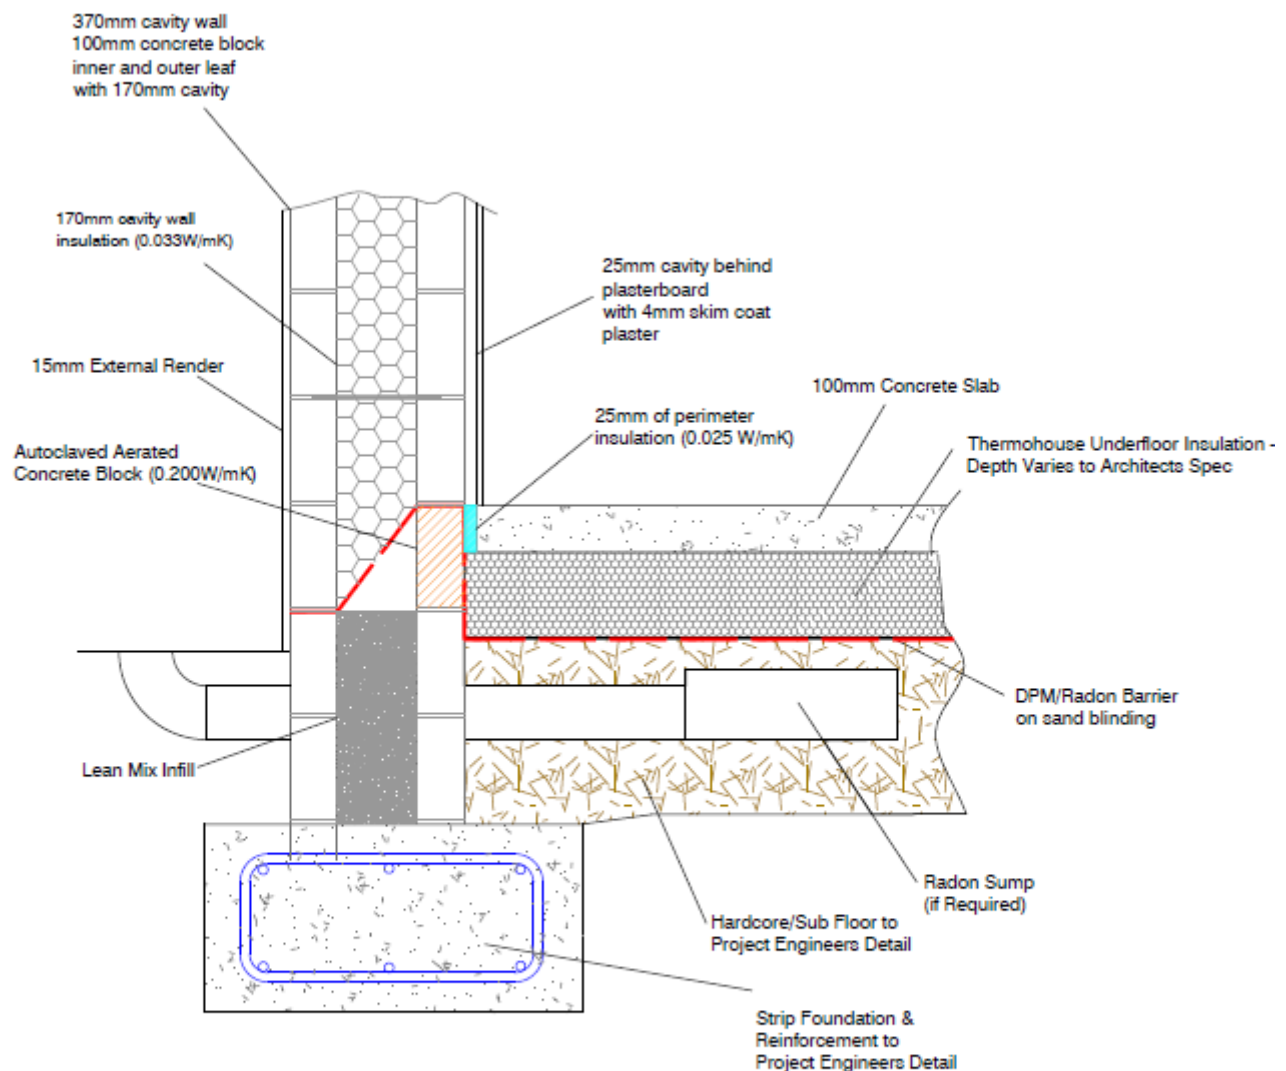 370mm cavity wall
100mm concrete block
inner and outer leaf
with 170mm cavity
170mm cavity wall
insulation (0.033W/mK)
25mm cavity behind
plasterboard
with 4mm skim coat
plaster
15mm External Render
100mm Concrete Slab
25mm of perimeter
insulation (0.025 W/mK)
Autoclaved Aerated
Concrete Block (0.200W/mK)
Thermohouse Underfloor Insulation -
Depth Varies to Architects Spec
DPM/Radon Barrier
on sand blinding
Lean Mix Infill
Radon Sump
(if Required)
Hardcore/Sub Floor to
Project Engineers Detail
Strip Foundation &
Reinforcement to
Project Engineers Detail